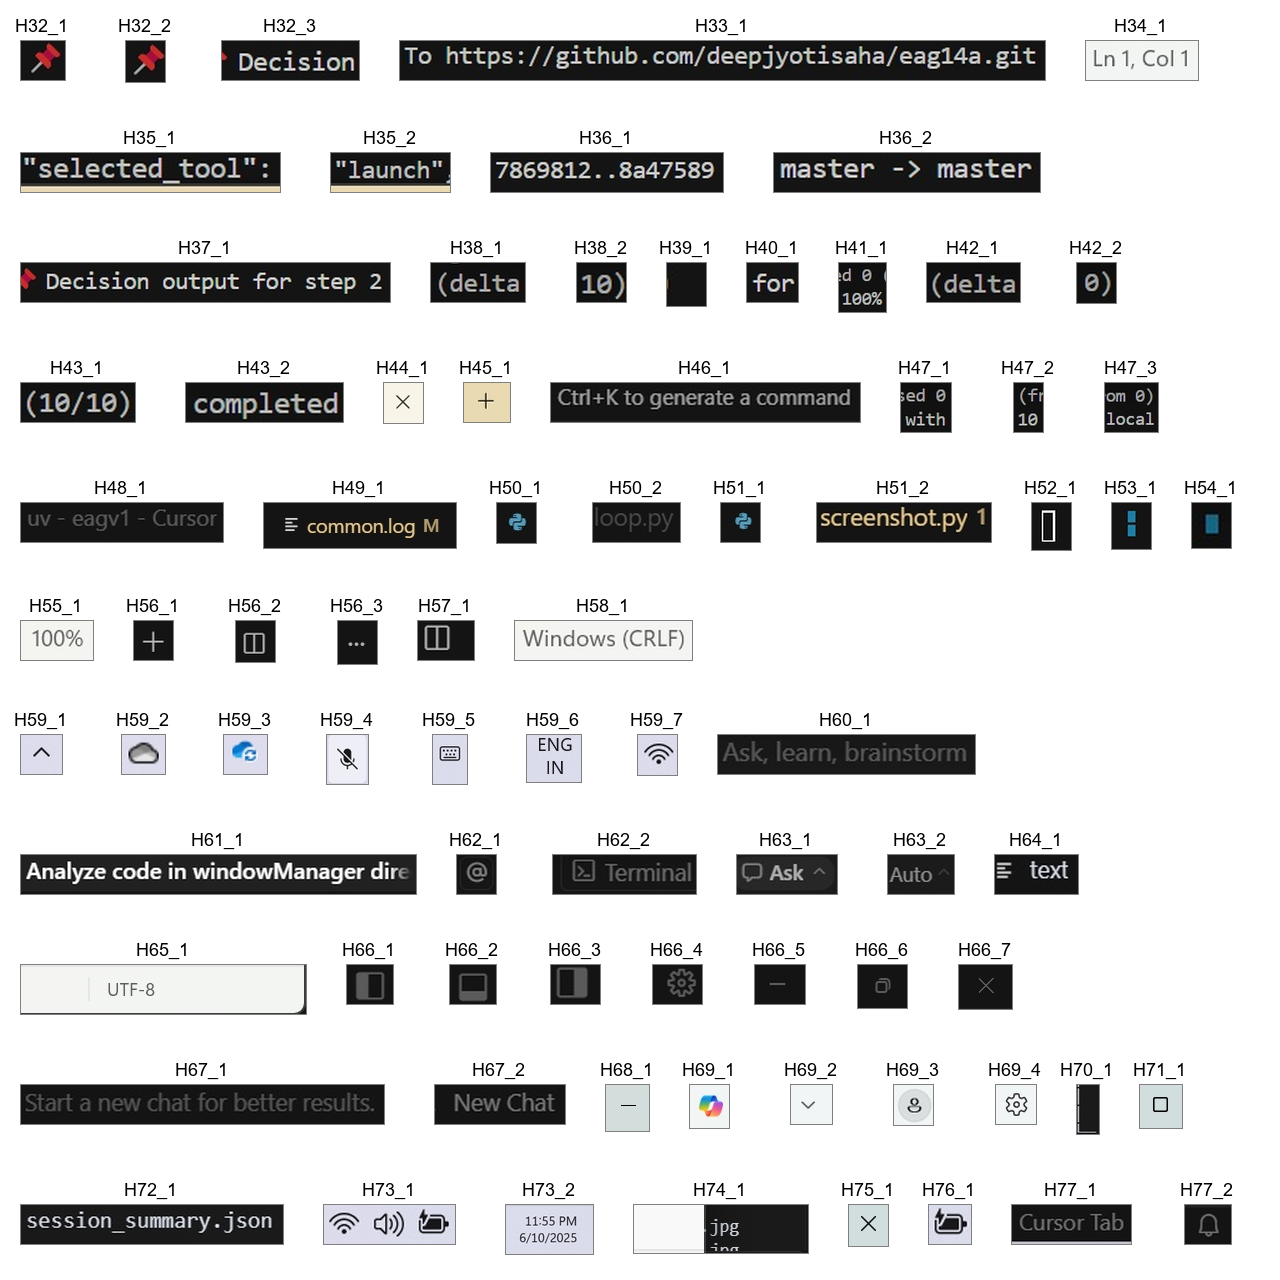 H32_1 H32_2 H32_3 H33_1 H34_1
Decision To https://github.com/deepjyotisaha/eag14a.git Ln 1, Col 1
H35_1 H35_2 H36_1 H36_2
"selected_tool": "launch", 7869812..8a47589 master -> master
H37_1 H38_1 H38_2 H39_1 H40_1 H41_1 H42_1 H42_2
Decision output for step 2 (delta 10) for ed 0 ( (delta 0)
100%
H43_1 H43_2 H44_1 H45_1 H46_1 H47_1 H47_2 H47_3
(10/10) completed × + Ctrl+K to generate a command sed 0 (fr om 0)
with 10 local
H48_1 H49_1 H50_1 H50_2 H51_1 H51_2 H52_1 H53_1 H54_1
uv - eagv1 - Cursor common.log M loop.py screenshot.py 1
H55_1 H56_1 H56_2 H56_3 H57_1 H58_1
100% + ... Windows (CRLF)
H59_1 H59_2 H59_3 H59_4 H59_5 H59_6 H59_7 H60_1
ENG Ask, learn, brainstorm
IN
H61_1 H62_1 H62_2 H63_1 H63_2 H64_1
Analyze code in windowManager dire @ Terminal Ask Auto text
H65_1 H66_1 H66_2 H66_3 H66_4 H66_5 H66_6 H66_7
UTF-8
H67_1 H67_2 H68_1 H69_1 H69_2 H69_3 H69_4 H70_1 H71_1
Start a new chat for better results. New Chat
H72_1 H73_1 H73_2 H74_1 H75_1 H76_1 H77_1 H77_2
session_summary.json 11:55 PM .jpg Cursor Tab
6/10/2025